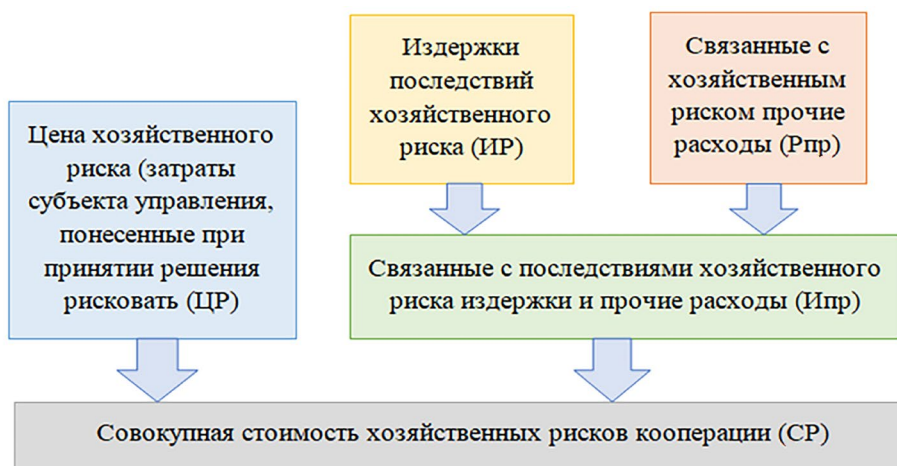 Издержки
последствий
хозяйственного
риска (ИР)
Связанные с
хозяйственным
риском прочие
расходы (Рпр)
Цена хозяйственного
риска (затраты
субъекта управления,
понесенные при
принятии решения
рисковать (ЦР)
Связанные с последствиями хозяйственного
риска издержки и прочие расходы (Ипр)
Совокупная стоимость хозяйственных рисков кооперации (СР)